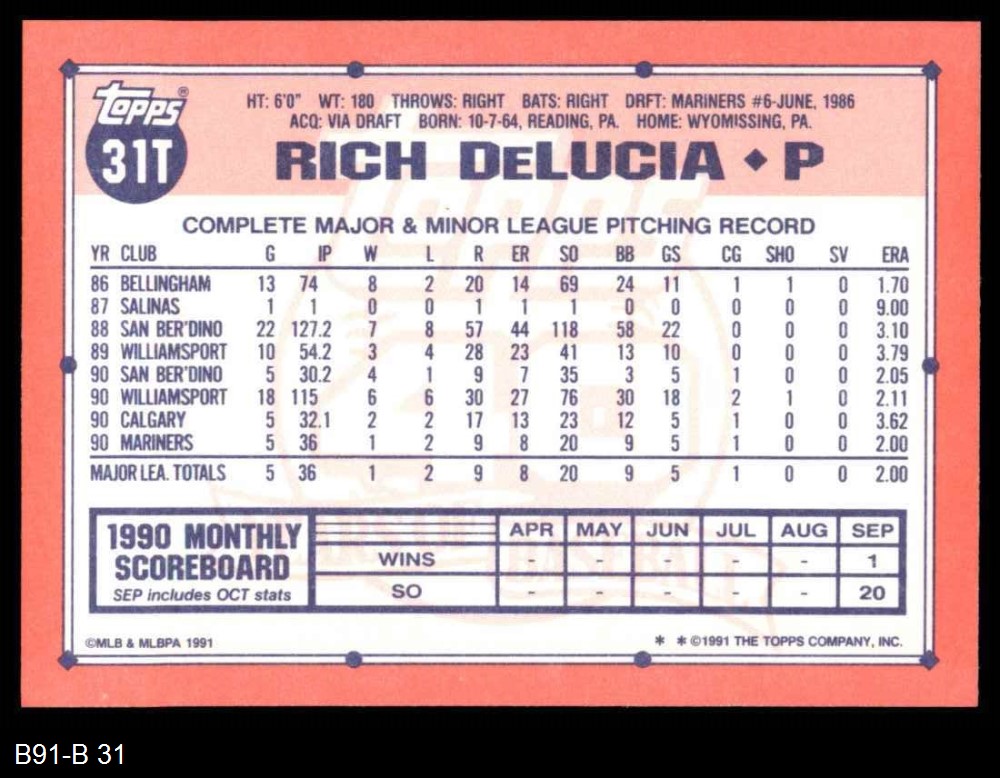 TOPPS®
31T
HT: 6'0" WT: 180 THROWS: RIGHT BATS: RIGHT DRFT: MARINERS #6-JUNE, 1986
ACQ: VIA DRAFT BORN: 10-7-64, READING, PA. HOME: WYOMISSING, PA.
RICH DeLUCIA ◆ P
COMPLETE MAJOR & MINOR LEAGUE PITCHING RECORD
YR CLUB G IP W L R ER SO BB GS CG SHO SV ERA
86 BELLINGHAM 13 74 8 2 20 14 69 24 11 1 1 0 1.70
87 SALINAS 1 1 0 0 1 1 1 0 0 0 0 0 9.00
88 SAN BER'DINO 22 127.2 7 8 57 44 118 58 22 0 0 0 3.10
89 WILLIAMSPORT 10 54.2 3 4 28 23 41 13 10 0 0 0 3.79
90 SAN BER'DINO 5 30.2 4 1 9 7 35 3 5 1 0 0 2.05
90 WILLIAMSPORT 18 115 6 6 30 27 76 30 18 2 1 0 2.11
90 CALGARY 5 32.1 2 2 17 13 23 12 5 1 0 0 3.62
90 MARINERS 5 36 1 2 9 8 20 9 5 1 0 0 2.00
MAJOR LEA. TOTALS 5 36 1 2 9 8 20 9 5 1 0 0 2.00
1990 MONTHLY SCOREBOARD
SEP includes OCT stats
APR MAY JUN JUL AUG SEP
WINS - - - - - 1
SO - - - - - 20
©MLB & MLBPA 1991
* * ©1991 THE TOPPS COMPANY, INC.
B91-B 31